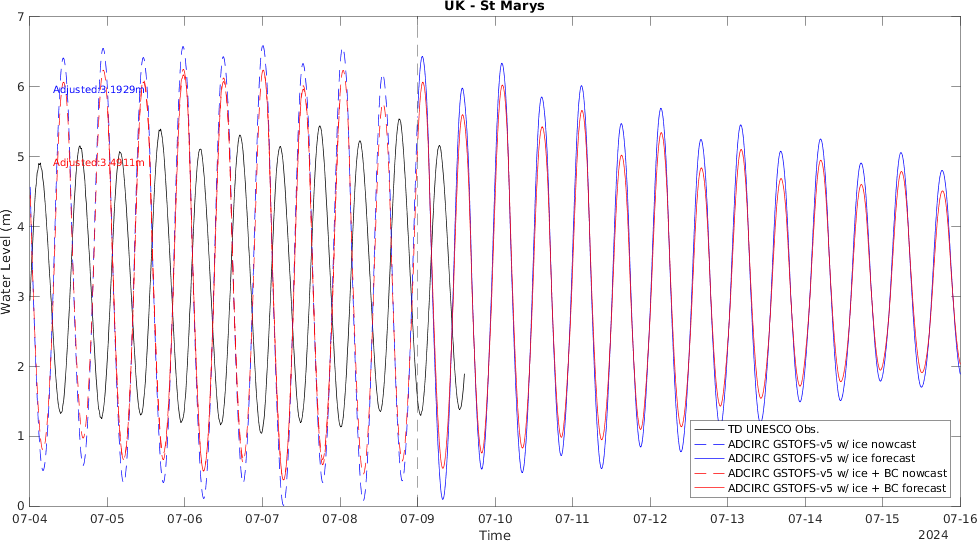 UK - St Marys
7
6
5
4
3
2
1
0
Water Level (m)
Adjusted:3.1929m
Adjusted:3.4911m
TD UNESCO Obs.
ADCIRC GSTOFS-v5 w/ ice nowcast
ADCIRC GSTOFS-v5 w/ ice forecast
ADCIRC GSTOFS-v5 w/ ice + BC nowcast
ADCIRC GSTOFS-v5 w/ ice + BC forecast
07-04 07-05 07-06 07-07 07-08 07-09 07-10 07-11 07-12 07-13 07-14 07-15 07-16
Time
2024